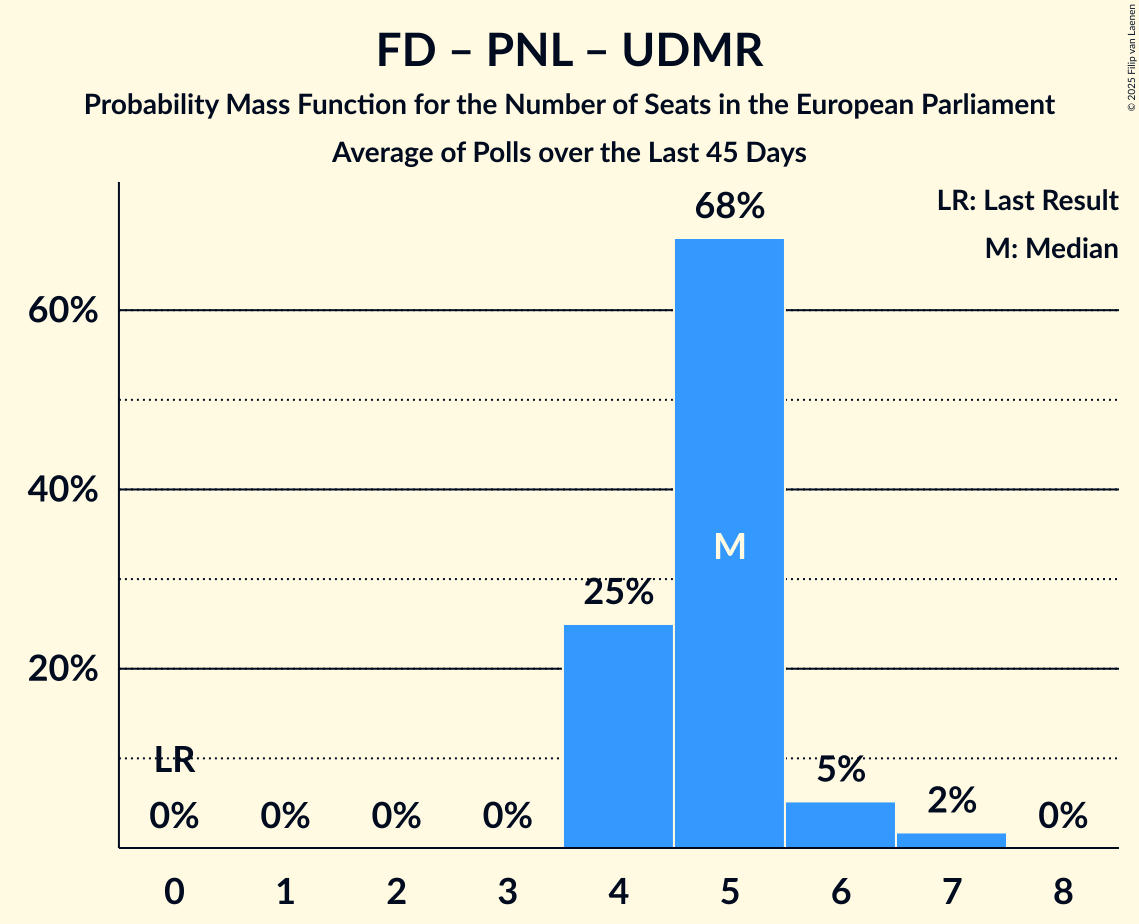 FD – PNL – UDMR
Probability Mass Function for the Number of Seats in the European Parliament
Average of Polls over the Last 45 Days
© 2025 Filip van Laenen
LR: Last Result
M: Median
68%
60%
40%
M
25%
20%
LR
5%
2%
0% 0% 0% 0% 0%
0 1 2 3 4 5 6 7 8